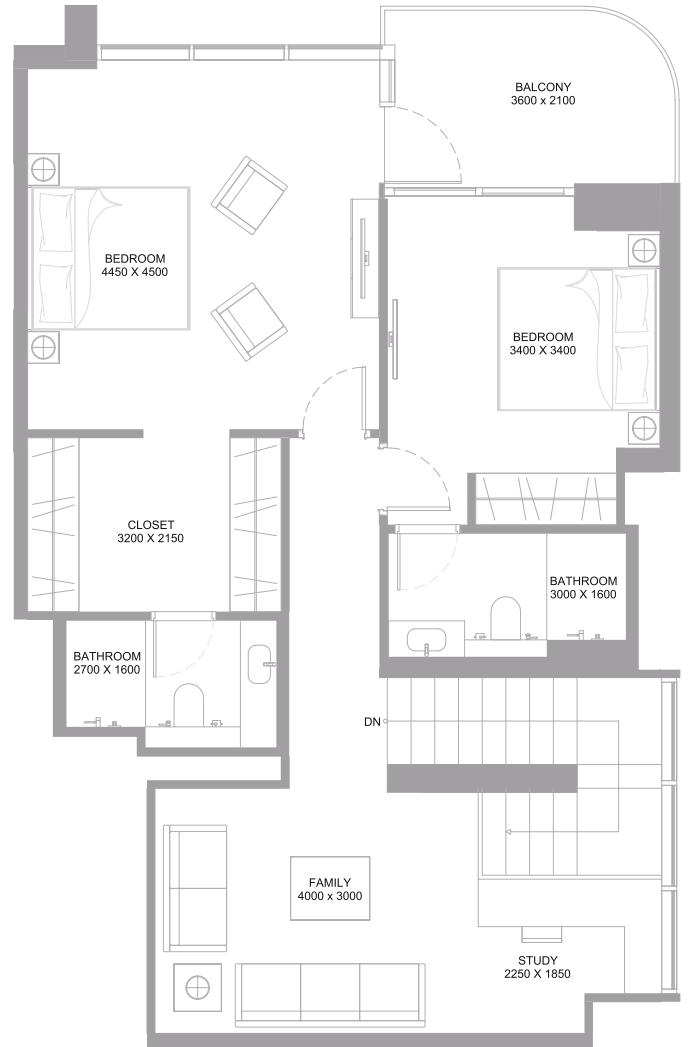 BALCONY
3600 x 2100
BEDROOM
4450 X 4500
BEDROOM
3400 X 3400
CLOSET
3200 X 2150
BATHROOM
3000 X 1600
BATHROOM
2700 X 1600
DN
FAMILY
4000 x 3000
STUDY
2250 X 1850